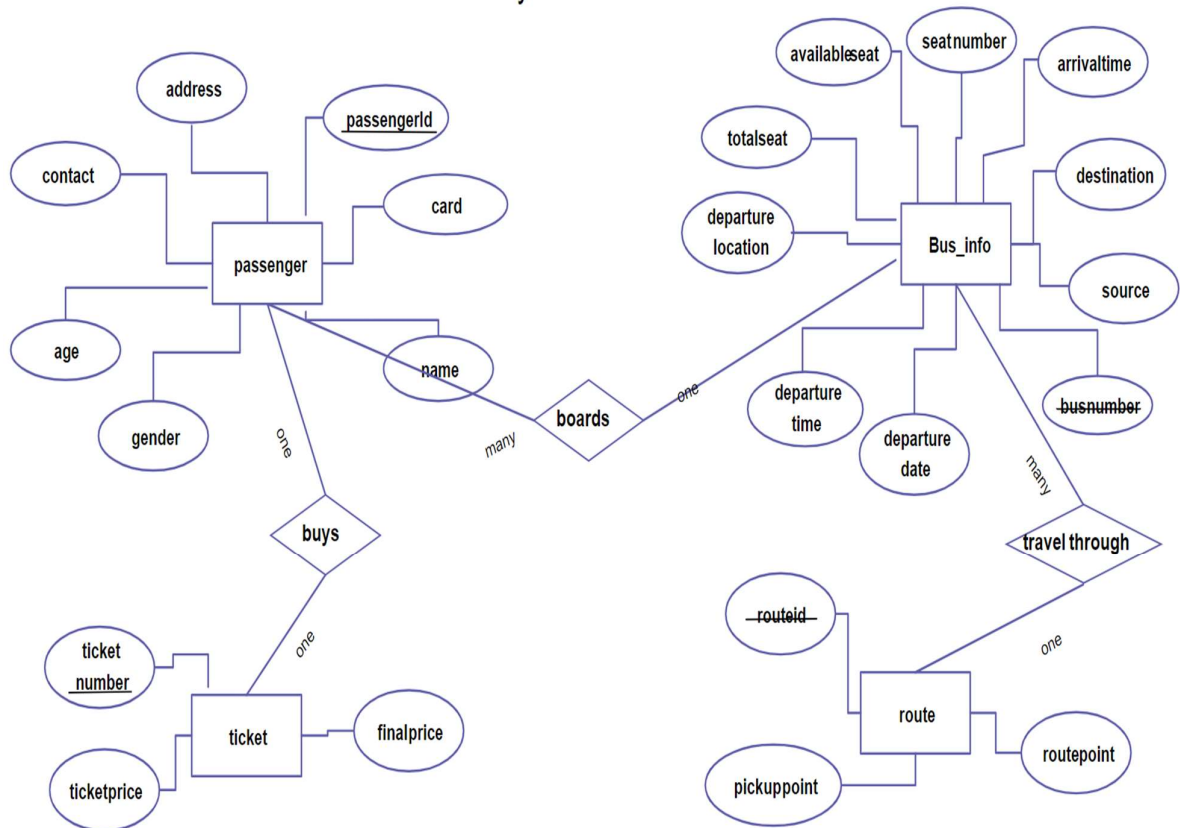 address
passengerId
contact
card
passenger
age
name
gender
one
many
boards
one
buys
one
ticket
number
ticket
finalprice
ticketprice
availableseat
seatnumber
arrivaltime
totalseat
destination
departure
location
Bus_info
source
departure
time
departure
date
busnumber
many
travel through
one
routeid
route
routepoint
pickuppoint